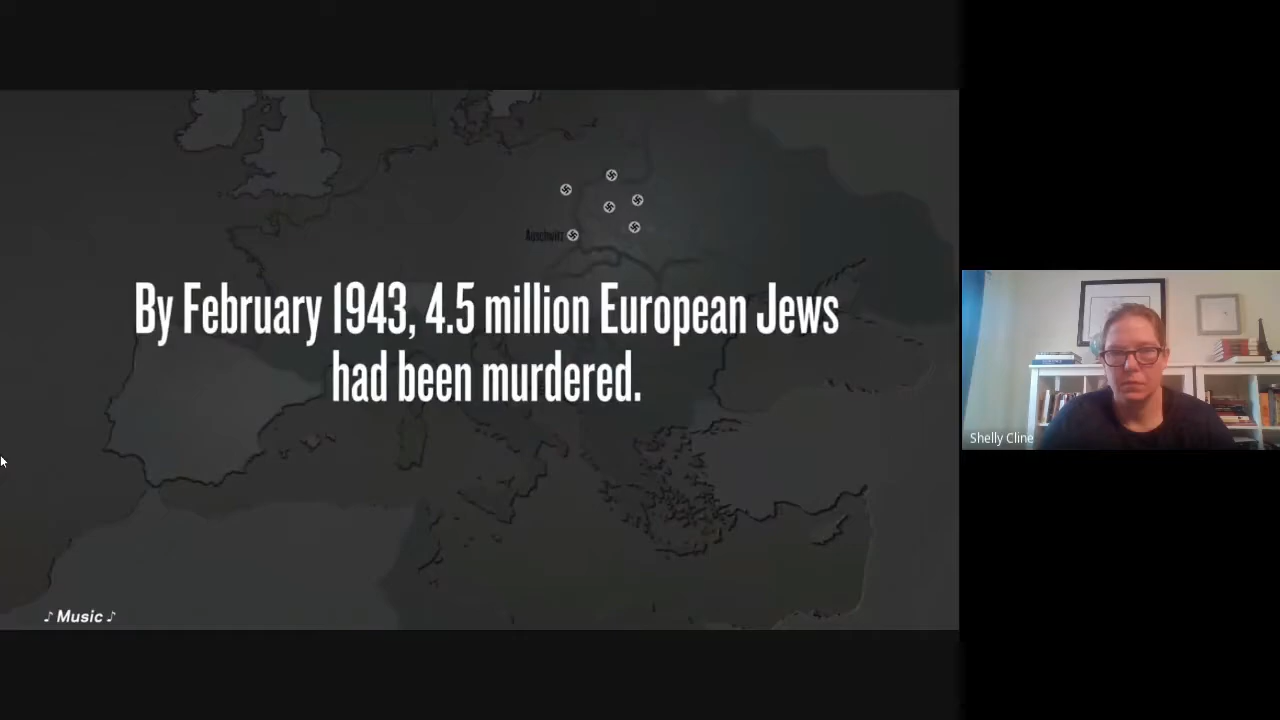 Auschwitz
By February 1943, 4.5 million European Jews
had been murdered.
♪ Music ♪
Shelly Cline